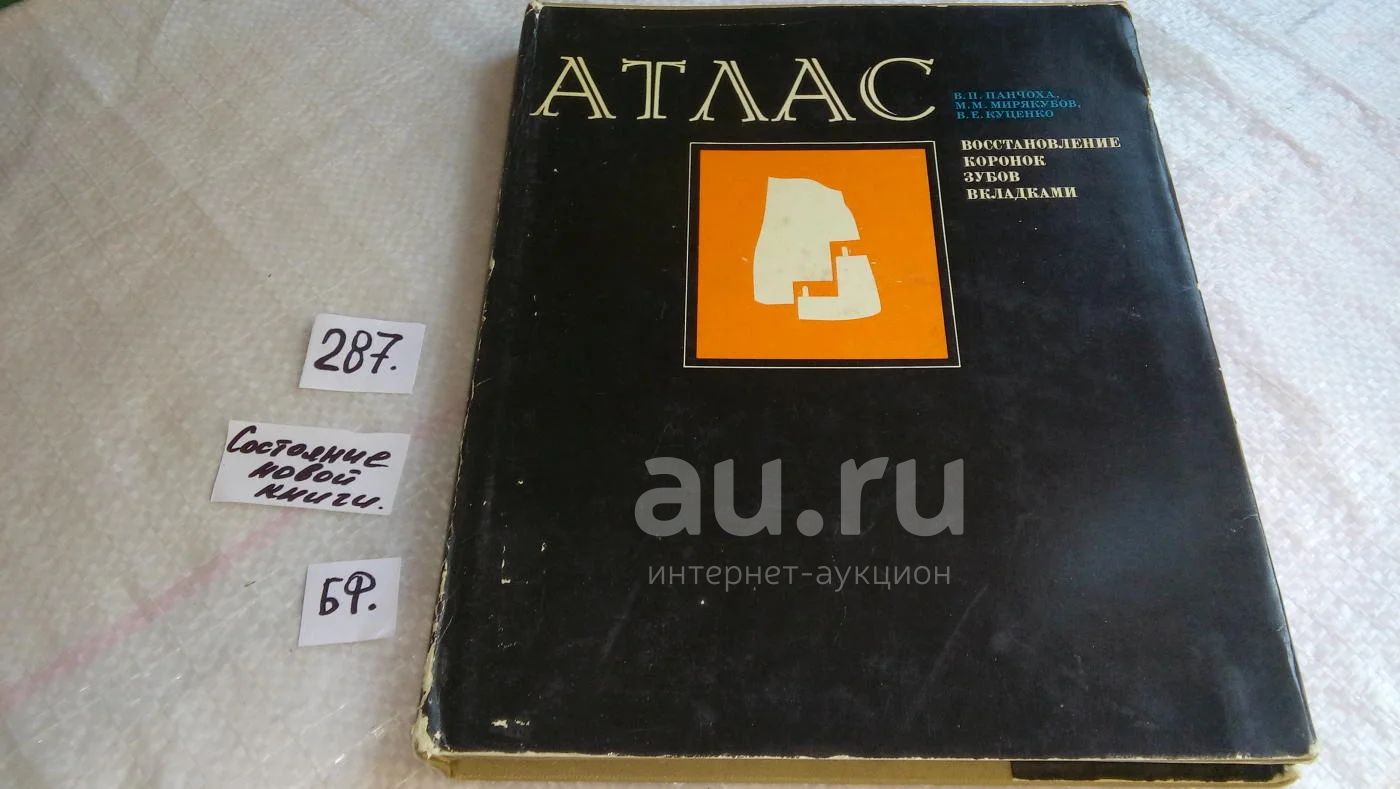 АТЛАС
В.П. ПАНЧОХА,
М.М. МИРЯКУБОВ,
В.Е. КУЦЕНКО
ВОССТАНОВЛЕНИЕ
КОРОНОК
ЗУБОВ
ВКЛАДКАМИ
287.
Состояние
новой
книги.
БФ.
au.ru
интернет-аукцион